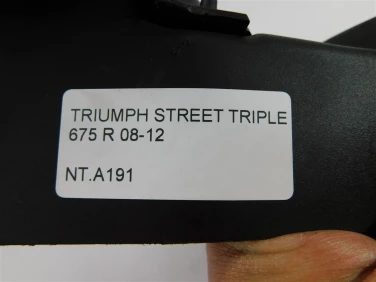 TRIUMPH STREET TRIPLE
675 R 08-12
NT.A191